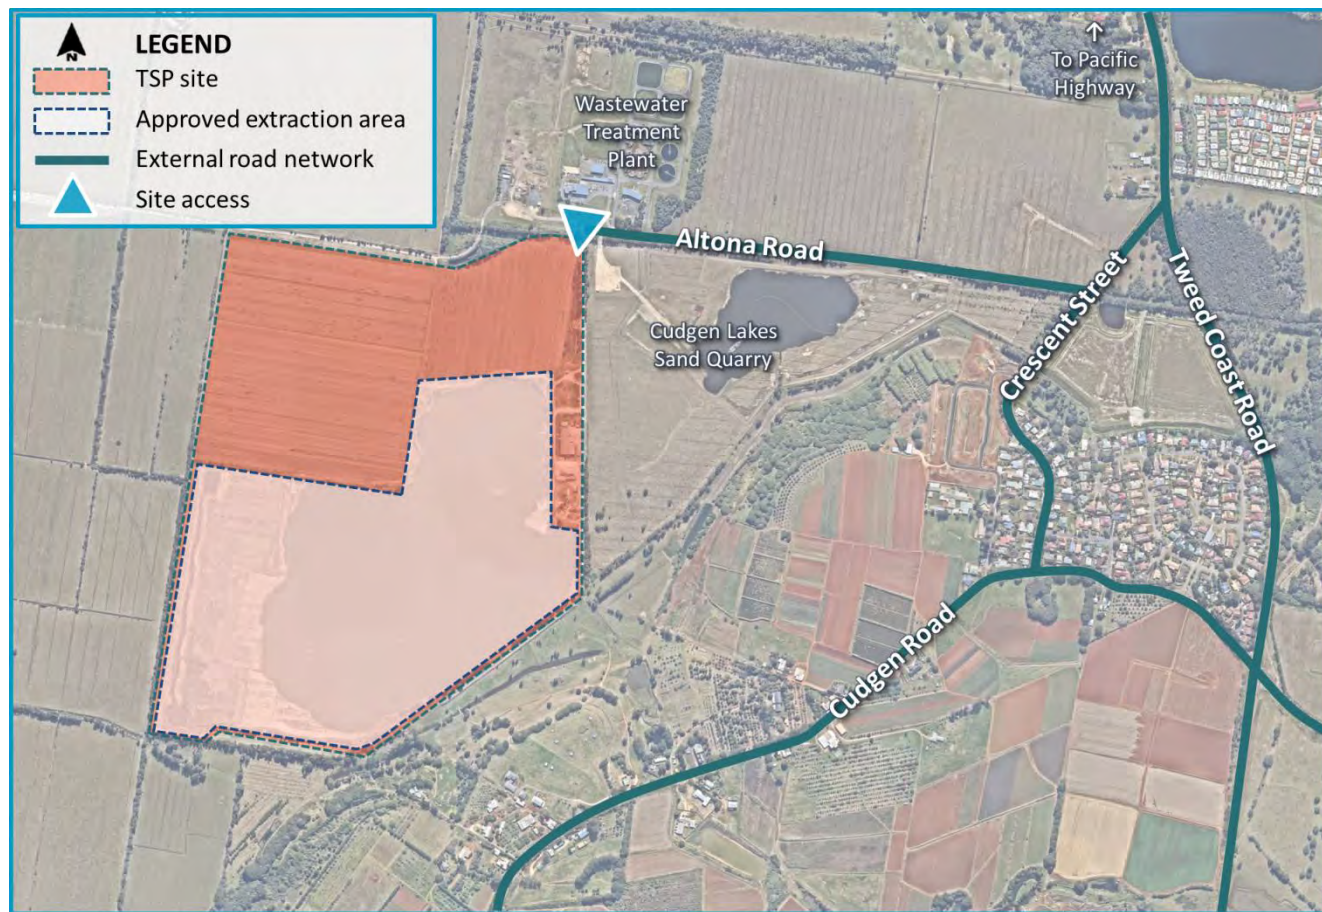 N
LEGEND
TSP site
Approved extraction area
External road network
Site access
To Pacific
Highway
Wastewater
Treatment
Plant
Altona Road
Cudgen Lakes
Sand Quarry
Crescent Street
Tweed Coast Road
Cudgen Road